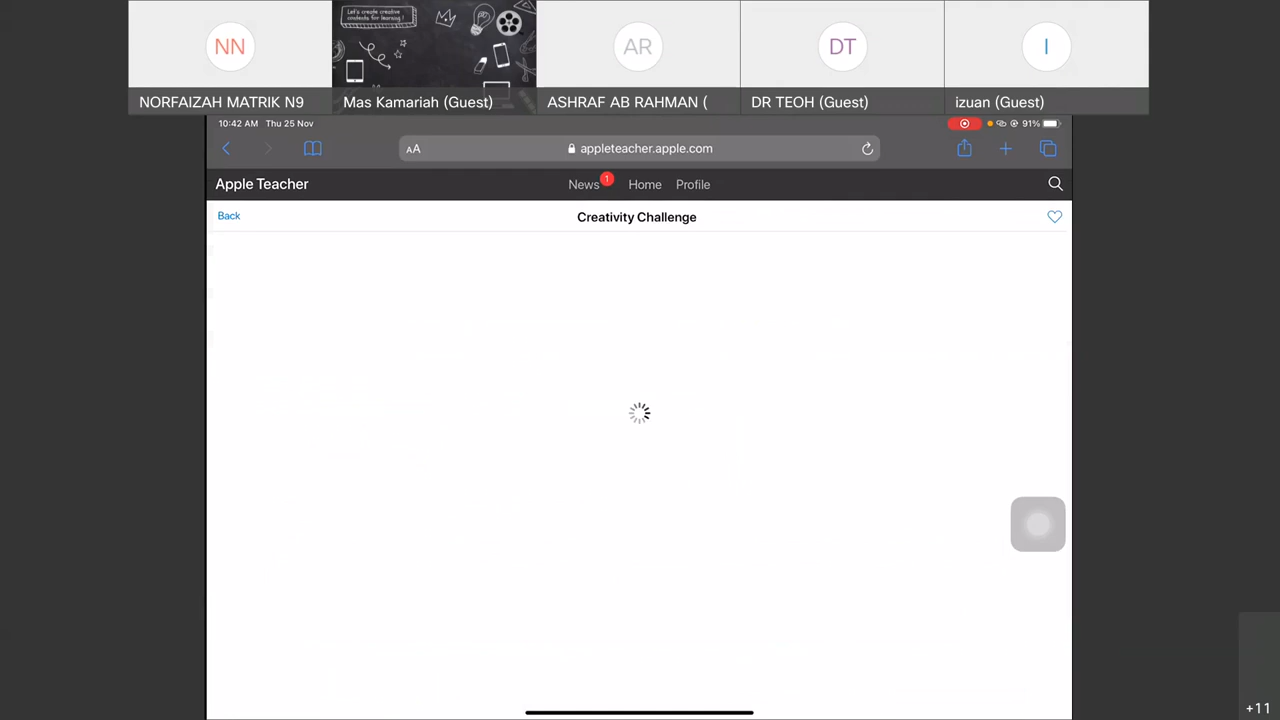 NN
Let's create creative
contents for learning !
AR
DT
I
NORFAIZAH MATRIK N9
Mas Kamariah (Guest)
ASHRAF AB RAHMAN (
DR TEOH (Guest)
izuan (Guest)
10:42 AM Thu 25 Nov
91%
AA
appleteacher.apple.com
Apple Teacher
News
1
Home
Profile
Back
Creativity Challenge
+11